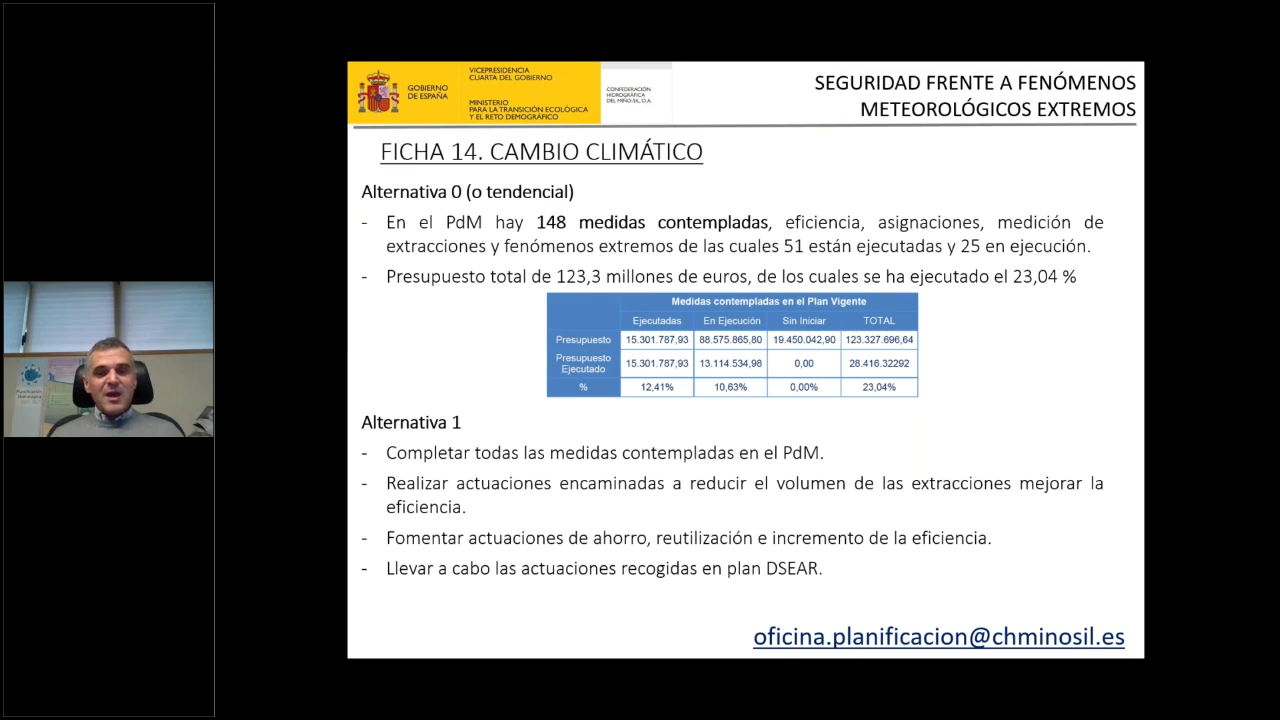 VICEPRESIDENCIA
CUARTA DEL GOBIERNO
GOBIERNO
DE ESPAÑA
MINISTERIO
PARA LA TRANSICIÓN ECOLÓGICA
Y EL RETO DEMOGRÁFICO
CONFEDERACIÓN
HIDROGRÁFICA
DEL MIÑO-SIL, O.A.
SEGURIDAD FRENTE A FENÓMENOS
METEOROLÓGICOS EXTREMOS
FICHA 14. CAMBIO CLIMÁTICO
Alternativa 0 (o tendencial)
- En el PdM hay 148 medidas contempladas, eficiencia, asignaciones, medición de
extracciones y fenómenos extremos de las cuales 51 están ejecutadas y 25 en ejecución.
- Presupuesto total de 123,3 millones de euros, de los cuales se ha ejecutado el 23,04 %
Medidas contempladas en el Plan Vigente
Ejecutadas En Ejecución Sin Iniciar TOTAL
Presupuesto 15.301.787,93 88.575.865,80 19.450.042,90 123.327.696,64
Presupuesto
Ejecutado 15.301.787,93 13.114.534,98 0,00 28.416.32292
% 12,41% 10,63% 0,00% 23,04%
Alternativa 1
- Completar todas las medidas contempladas en el PdM.
- Realizar actuaciones encaminadas a reducir el volumen de las extracciones mejorar la
eficiencia.
- Fomentar actuaciones de ahorro, reutilización e incremento de la eficiencia.
- Llevar a cabo las actuaciones recogidas en plan DSEAR.
oficina.planificacion@chminosil.es